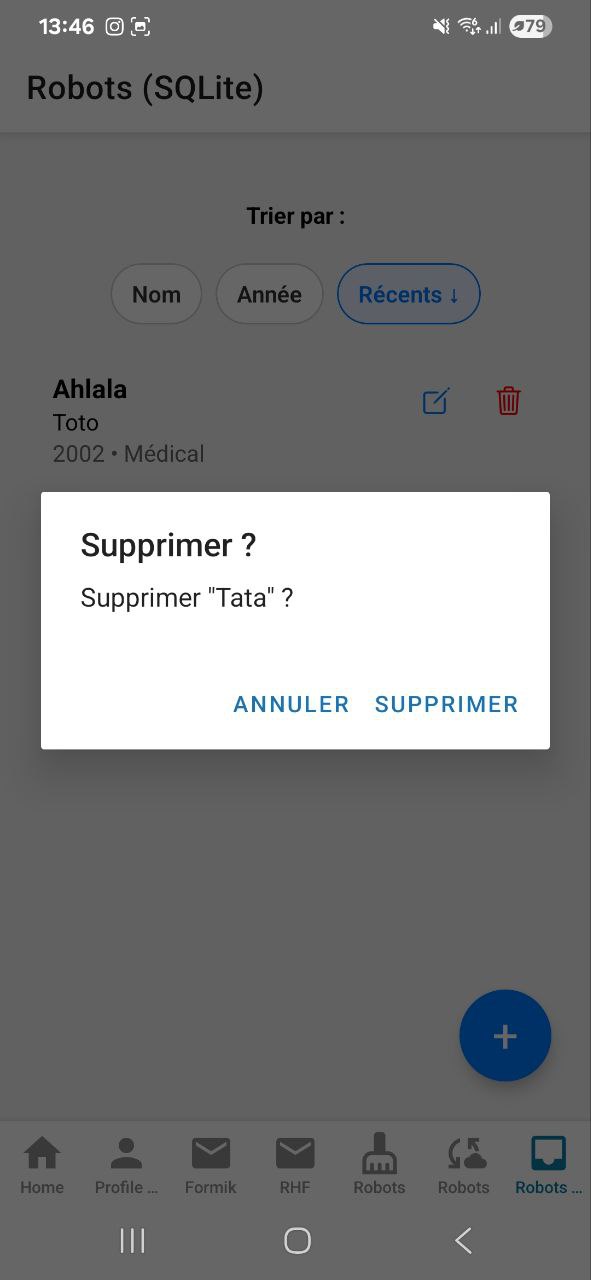 13:46
79
Robots (SQLite)
Trier par :
Nom
Année
Récents ↓
Ahlala
Toto
2002 • Médical
Supprimer ?
Supprimer "Tata" ?
ANNULER
SUPPRIMER
+
Home
Profile ...
Formik
RHF
Robots
Robots
Robots ...